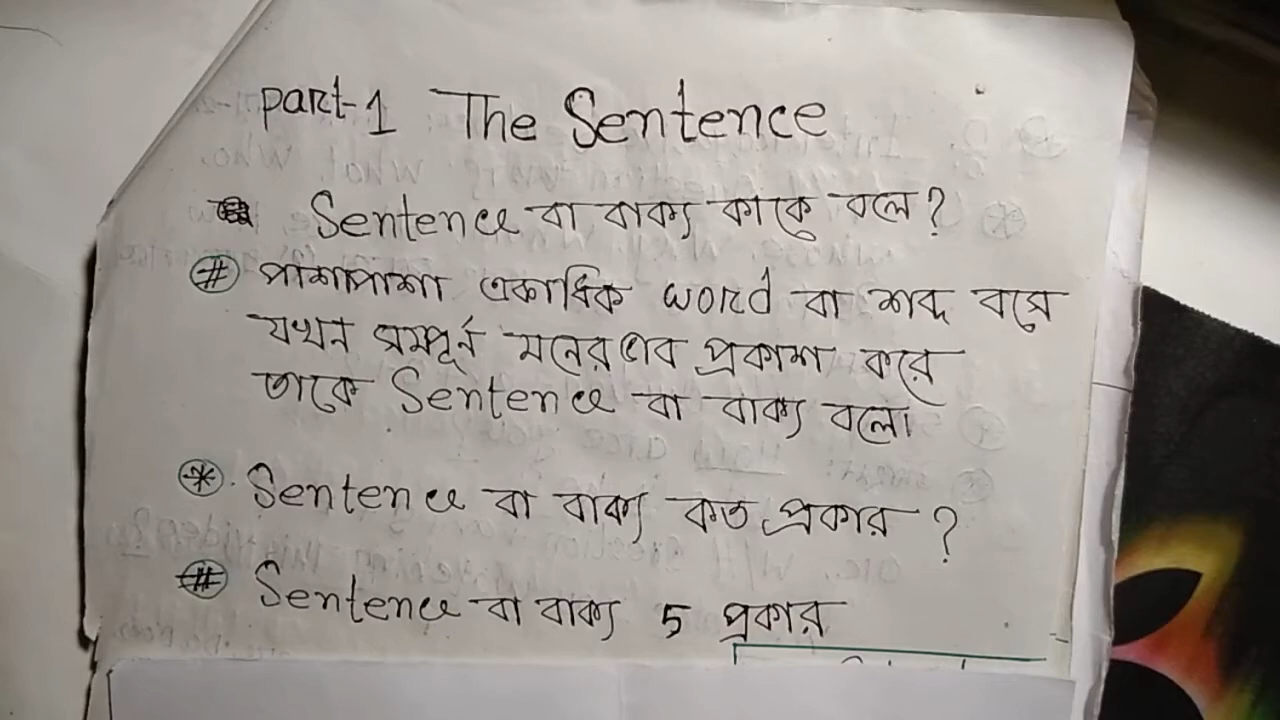 part-1 The Sentence
Sentence বা বাক্য কাকে বলে?
# পাশাপাশা একাধিক word বা শব্দ বসে
যখন সম্পূর্ন মনের ভাব প্রকাশ করে
তাকে Sentence বা বাক্য বলে।
* Sentence বা বাক্য কত প্রকার ?
# Sentence বা বাক্য 5 প্রকার